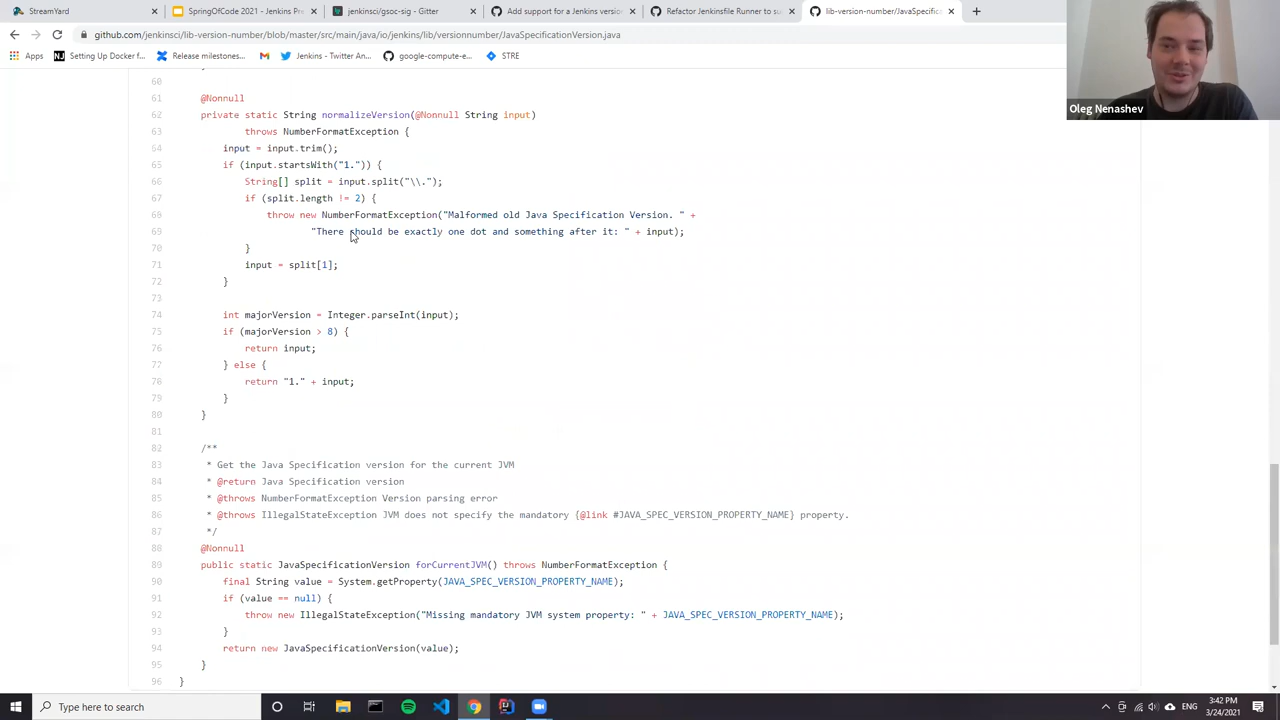 StreamYard
SpringOfCode 2021 - Jenkins Pre
jenkinsci/gsoc-sig - Gitter
Add support for a Jenkins version
Refactor Jenkinsfile Runner to su
lib-version-number/JavaSpecifica
github.com/jenkinsci/lib-version-number/blob/master/src/main/java/io/jenkins/lib/versionnumber/JavaSpecificationVersion.java
Apps
Setting Up Docker f...
Release milestones...
Jenkins - Twitter An...
google-compute-e...
STRE
Oleg Nenashev
60
61 @Nonnull
62 private static String normalizeVersion(@Nonnull String input)
63 throws NumberFormatException {
64 input = input.trim();
65 if (input.startsWith("1.")) {
66 String[] split = input.split("\\.");
67 if (split.length != 2) {
68 throw new NumberFormatException("Malformed old Java Specification Version. " +
69 "There should be exactly one dot and something after it: " + input);
70 }
71 input = split[1];
72 }
73
74 int majorVersion = Integer.parseInt(input);
75 if (majorVersion > 8) {
76 return input;
77 } else {
78 return "1." + input;
79 }
80 }
81
82 /**
83 * Get the Java Specification version for the current JVM
84 * @return Java Specification version
85 * @throws NumberFormatException Version parsing error
86 * @throws IllegalStateException JVM does not specify the mandatory {@link #JAVA_SPEC_VERSION_PROPERTY_NAME} property.
87 */
88 @Nonnull
89 public static JavaSpecificationVersion forCurrentJVM() throws NumberFormatException {
90 final String value = System.getProperty(JAVA_SPEC_VERSION_PROPERTY_NAME);
91 if (value == null) {
92 throw new IllegalStateException("Missing mandatory JVM system property: " + JAVA_SPEC_VERSION_PROPERTY_NAME);
93 }
94 return new JavaSpecificationVersion(value);
95 }
96 }
Type here to search
ENG
3:42 PM
3/24/2021